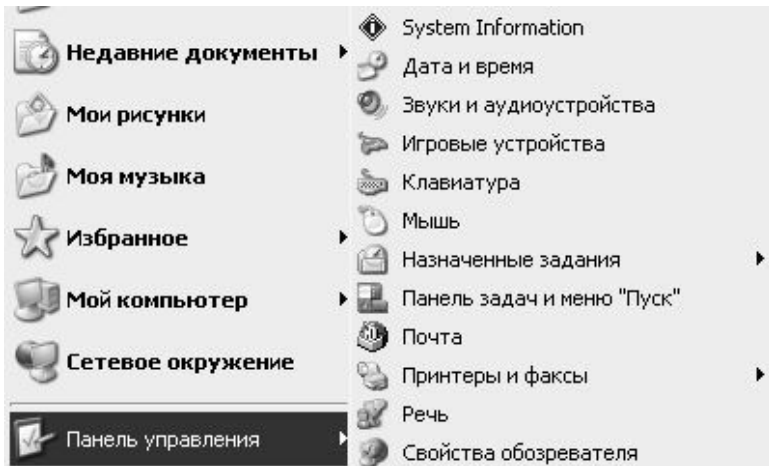 Недавние документы
Мои рисунки
Моя музыка
Избранное
Мой компьютер
Сетевое окружение
Панель управления
System Information
Дата и время
Звуки и аудиоустройства
Игровые устройства
Клавиатура
Мышь
Назначенные задания
Панель задач и меню "Пуск"
Почта
Принтеры и факсы
Речь
Свойства обозревателя